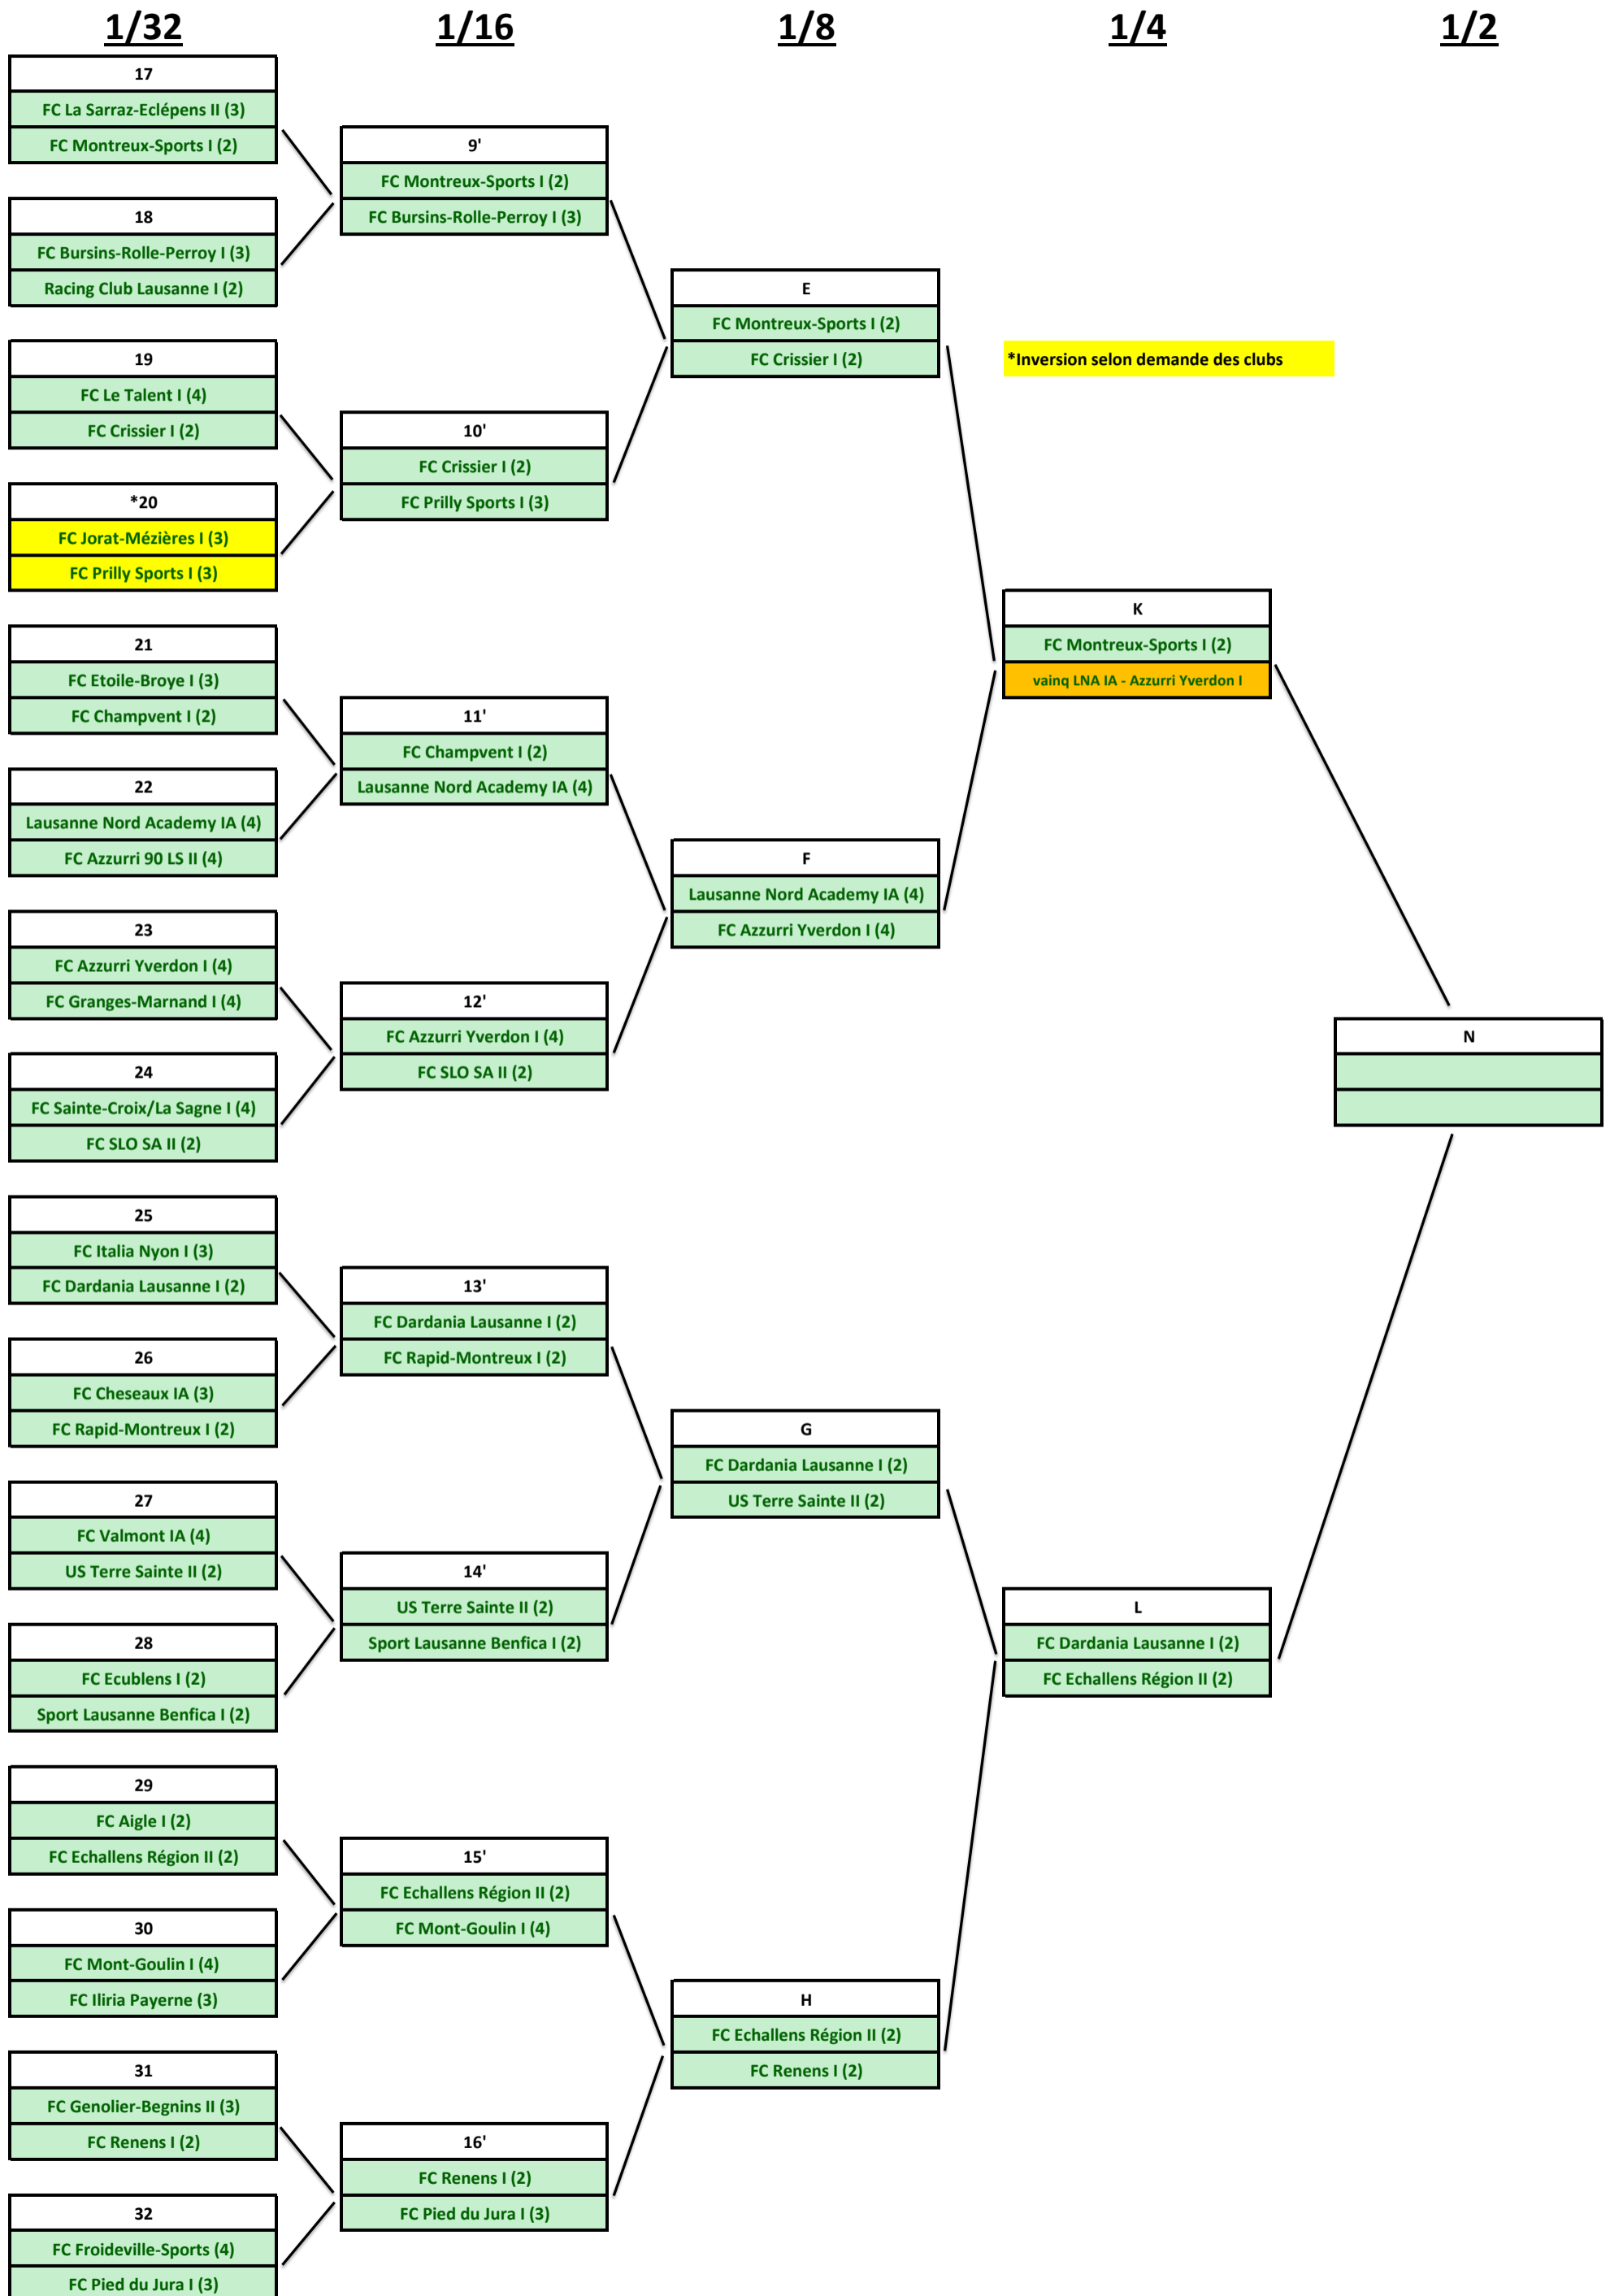 1/32
1/16
1/8
1/4
1/2
17
FC La Sarraz-Eclépens II (3)
FC Montreux-Sports I (2)
18
FC Bursins-Rolle-Perroy I (3)
Racing Club Lausanne I (2)
19
FC Le Talent I (4)
FC Crissier I (2)
*20
FC Jorat-Mézières I (3)
FC Prilly Sports I (3)
21
FC Etoile-Broye I (3)
FC Champvent I (2)
22
Lausanne Nord Academy IA (4)
FC Azzurri 90 LS II (4)
23
FC Azzurri Yverdon I (4)
FC Granges-Marnand I (4)
24
FC Sainte-Croix/La Sagne I (4)
FC SLO SA II (2)
25
FC Italia Nyon I (3)
FC Dardania Lausanne I (2)
26
FC Cheseaux IA (3)
FC Rapid-Montreux I (2)
27
FC Valmont IA (4)
US Terre Sainte II (2)
28
FC Ecublens I (2)
Sport Lausanne Benfica I (2)
29
FC Aigle I (2)
FC Echallens Région II (2)
30
FC Mont-Goulin I (4)
FC Iliria Payerne (3)
31
FC Genolier-Begnins II (3)
FC Renens I (2)
32
FC Froideville-Sports (4)
FC Pied du Jura I (3)
9'
FC Montreux-Sports I (2)
FC Bursins-Rolle-Perroy I (3)
10'
FC Crissier I (2)
FC Prilly Sports I (3)
11'
FC Champvent I (2)
Lausanne Nord Academy IA (4)
12'
FC Azzurri Yverdon I (4)
FC SLO SA II (2)
13'
FC Dardania Lausanne I (2)
FC Rapid-Montreux I (2)
14'
US Terre Sainte II (2)
Sport Lausanne Benfica I (2)
15'
FC Echallens Région II (2)
FC Mont-Goulin I (4)
16'
FC Renens I (2)
FC Pied du Jura I (3)
E
FC Montreux-Sports I (2)
FC Crissier I (2)
F
Lausanne Nord Academy IA (4)
FC Azzurri Yverdon I (4)
G
FC Dardania Lausanne I (2)
US Terre Sainte II (2)
H
FC Echallens Région II (2)
FC Renens I (2)
*Inversion selon demande des clubs
K
FC Montreux-Sports I (2)
vainq LNA IA - Azzurri Yverdon I
L
FC Dardania Lausanne I (2)
FC Echallens Région II (2)
N